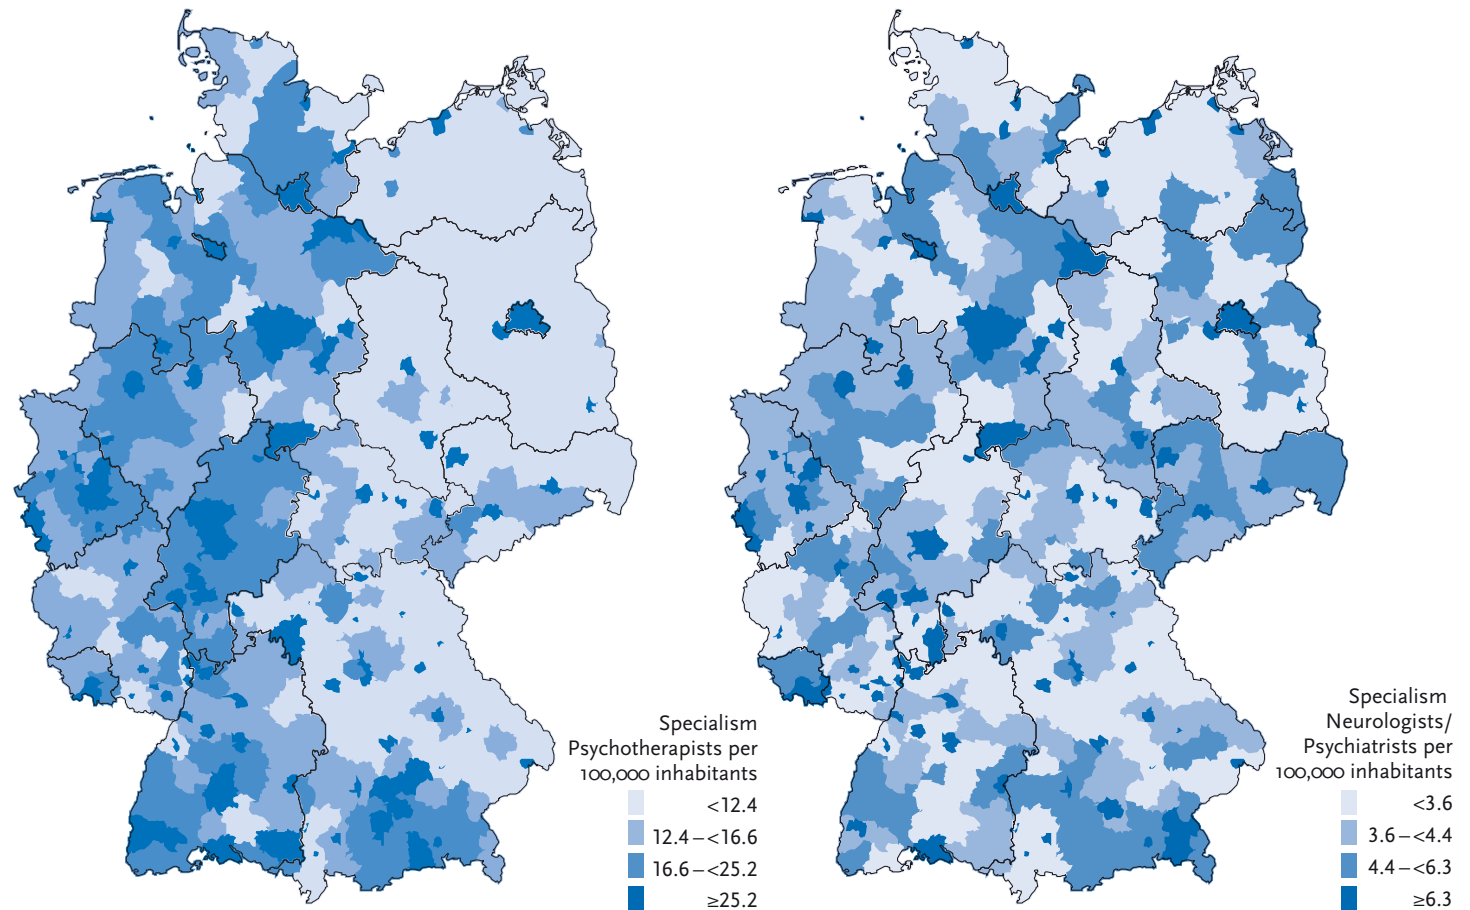 Specialism
Psychotherapists per
100,000 inhabitants
<12.4
12.4–<16.6
16.6–<25.2
≥25.2
Specialism
Neurologists/
Psychiatrists per
100,000 inhabitants
<3.6
3.6–<4.4
4.4–<6.3
≥6.3